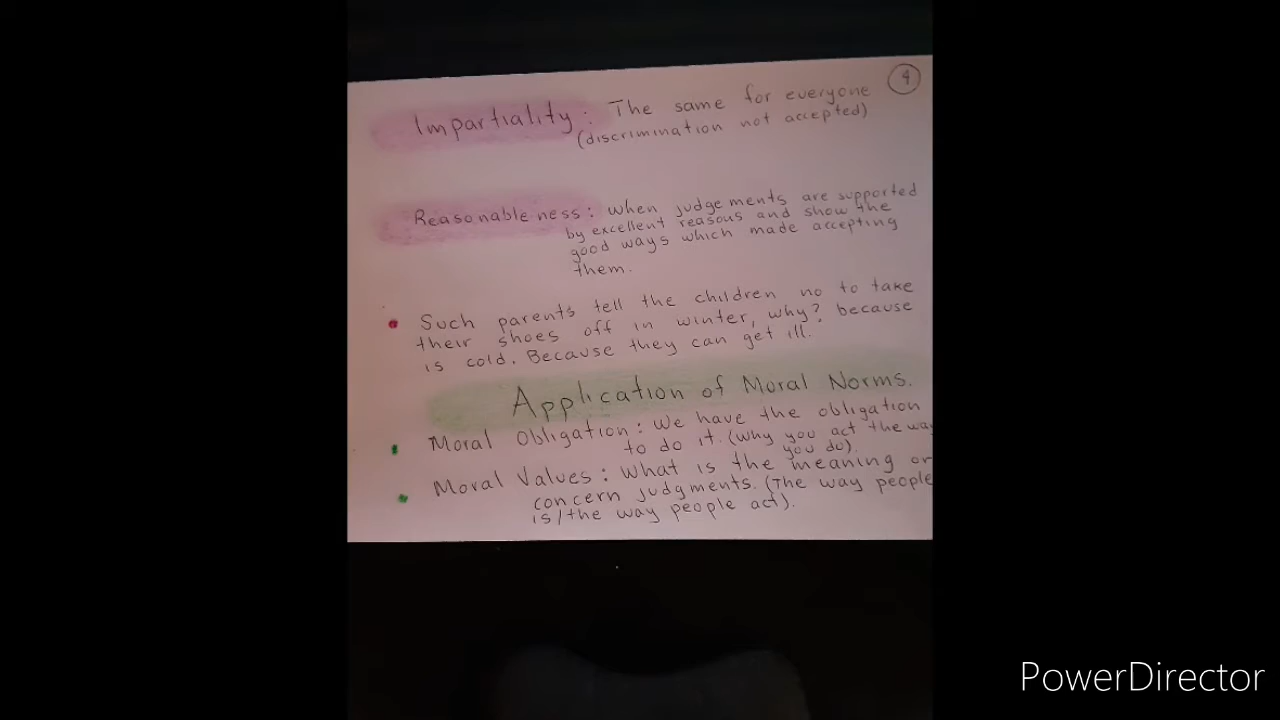 4
Impartiality: The same for everyone
(discrimination not accepted)
Reasonableness: when judgements are supported
by excellent reasons and show the
good ways which made accepting
them.
Such parents tell the children no to take
their shoes off in winter, why? because
is cold. Because they can get ill.
Application of Moral Norms.
Moral Obligation: We have the obligation
to do it. (why you act the way
you do).
Moral Values: What is the meaning or
concern judgments. (The way people
is/the way people act).
PowerDirector